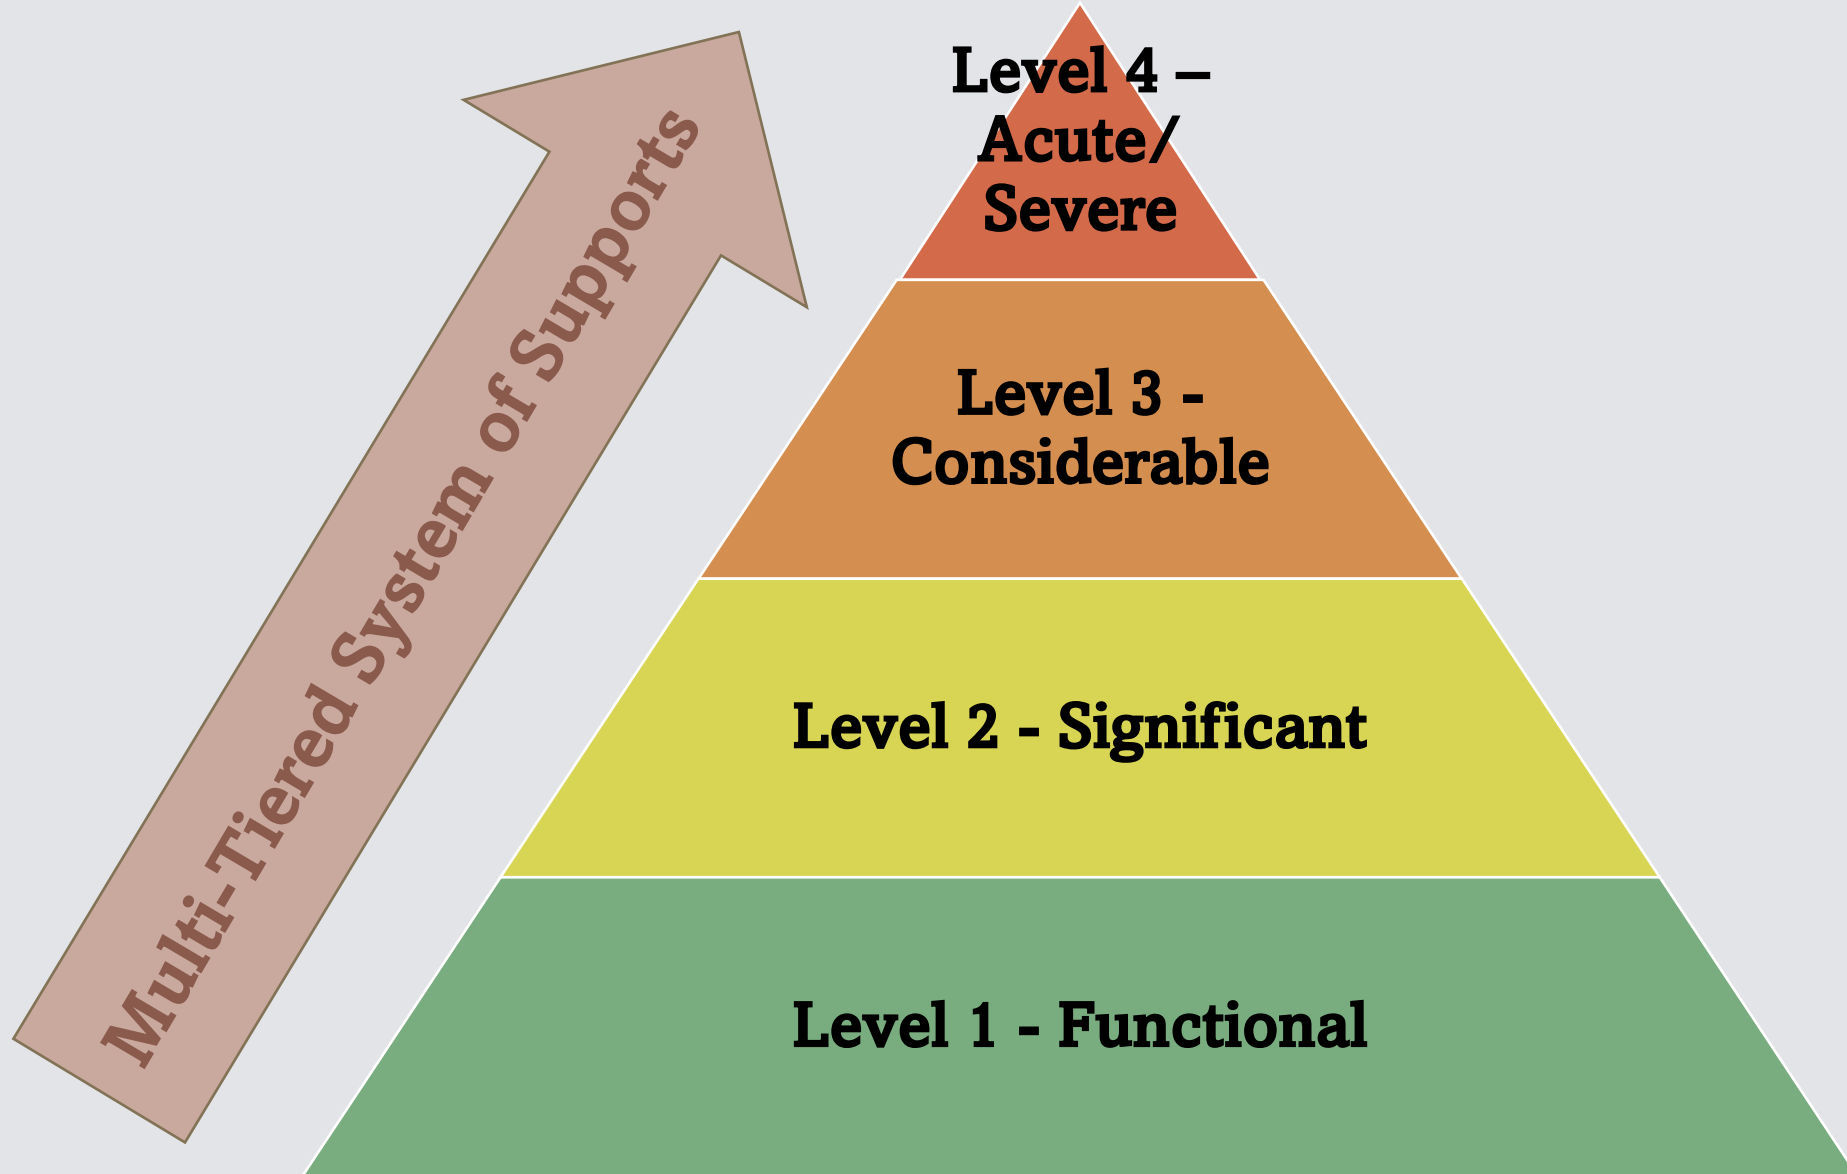 Multi-Tiered System of Supports
Level 4 –
Acute/
Severe
Level 3 -
Considerable
Level 2 - Significant
Level 1 - Functional